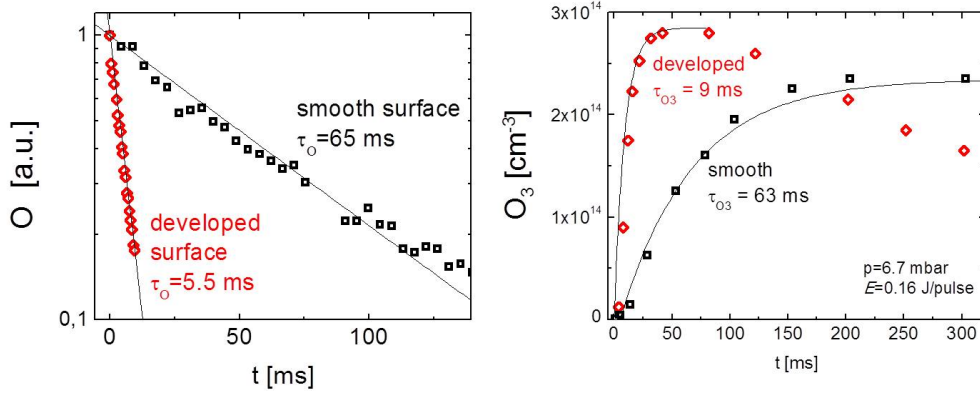 O [a.u.]
1
0,1
smooth surface
τO=65 ms
developed
surface
τO=5.5 ms
0
50
100
t [ms]
O3 [cm-3]
3x10^14
2x10^14
1x10^14
0
developed
τO3 = 9 ms
smooth
τO3 = 63 ms
p=6.7 mbar
E=0.16 J/pulse
0
50
100
150
200
250
300
t [ms]